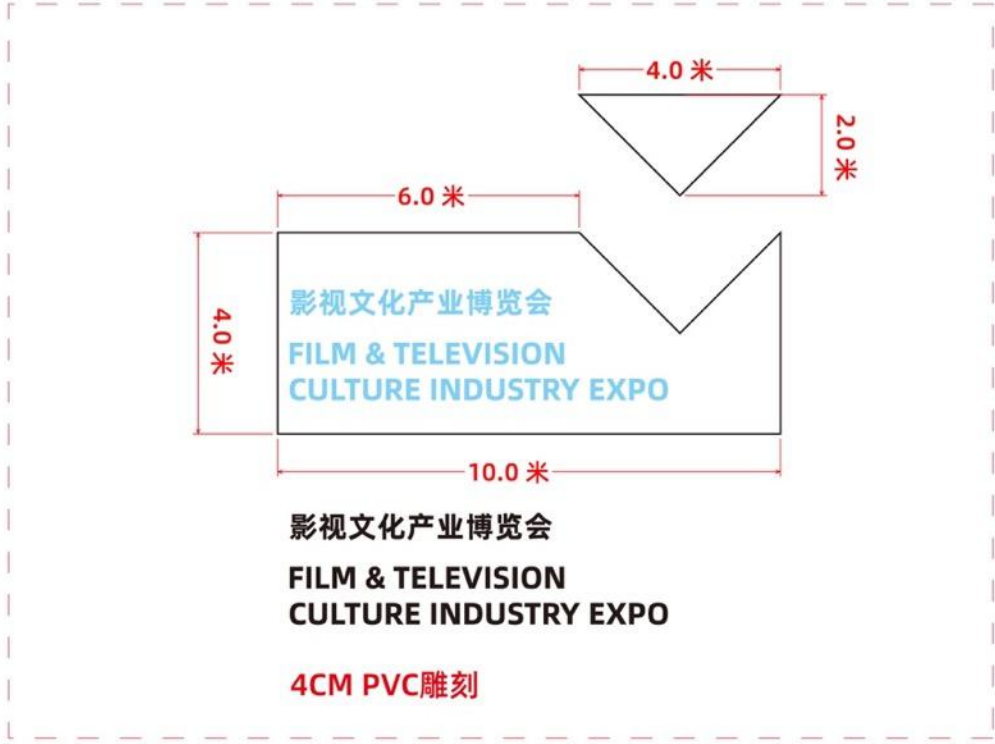 4.0 米
2.0 米
6.0 米
4.0 米
影视文化产业博览会
FILM & TELEVISION
CULTURE INDUSTRY EXPO
10.0 米
影视文化产业博览会
FILM & TELEVISION
CULTURE INDUSTRY EXPO
4CM PVC雕刻